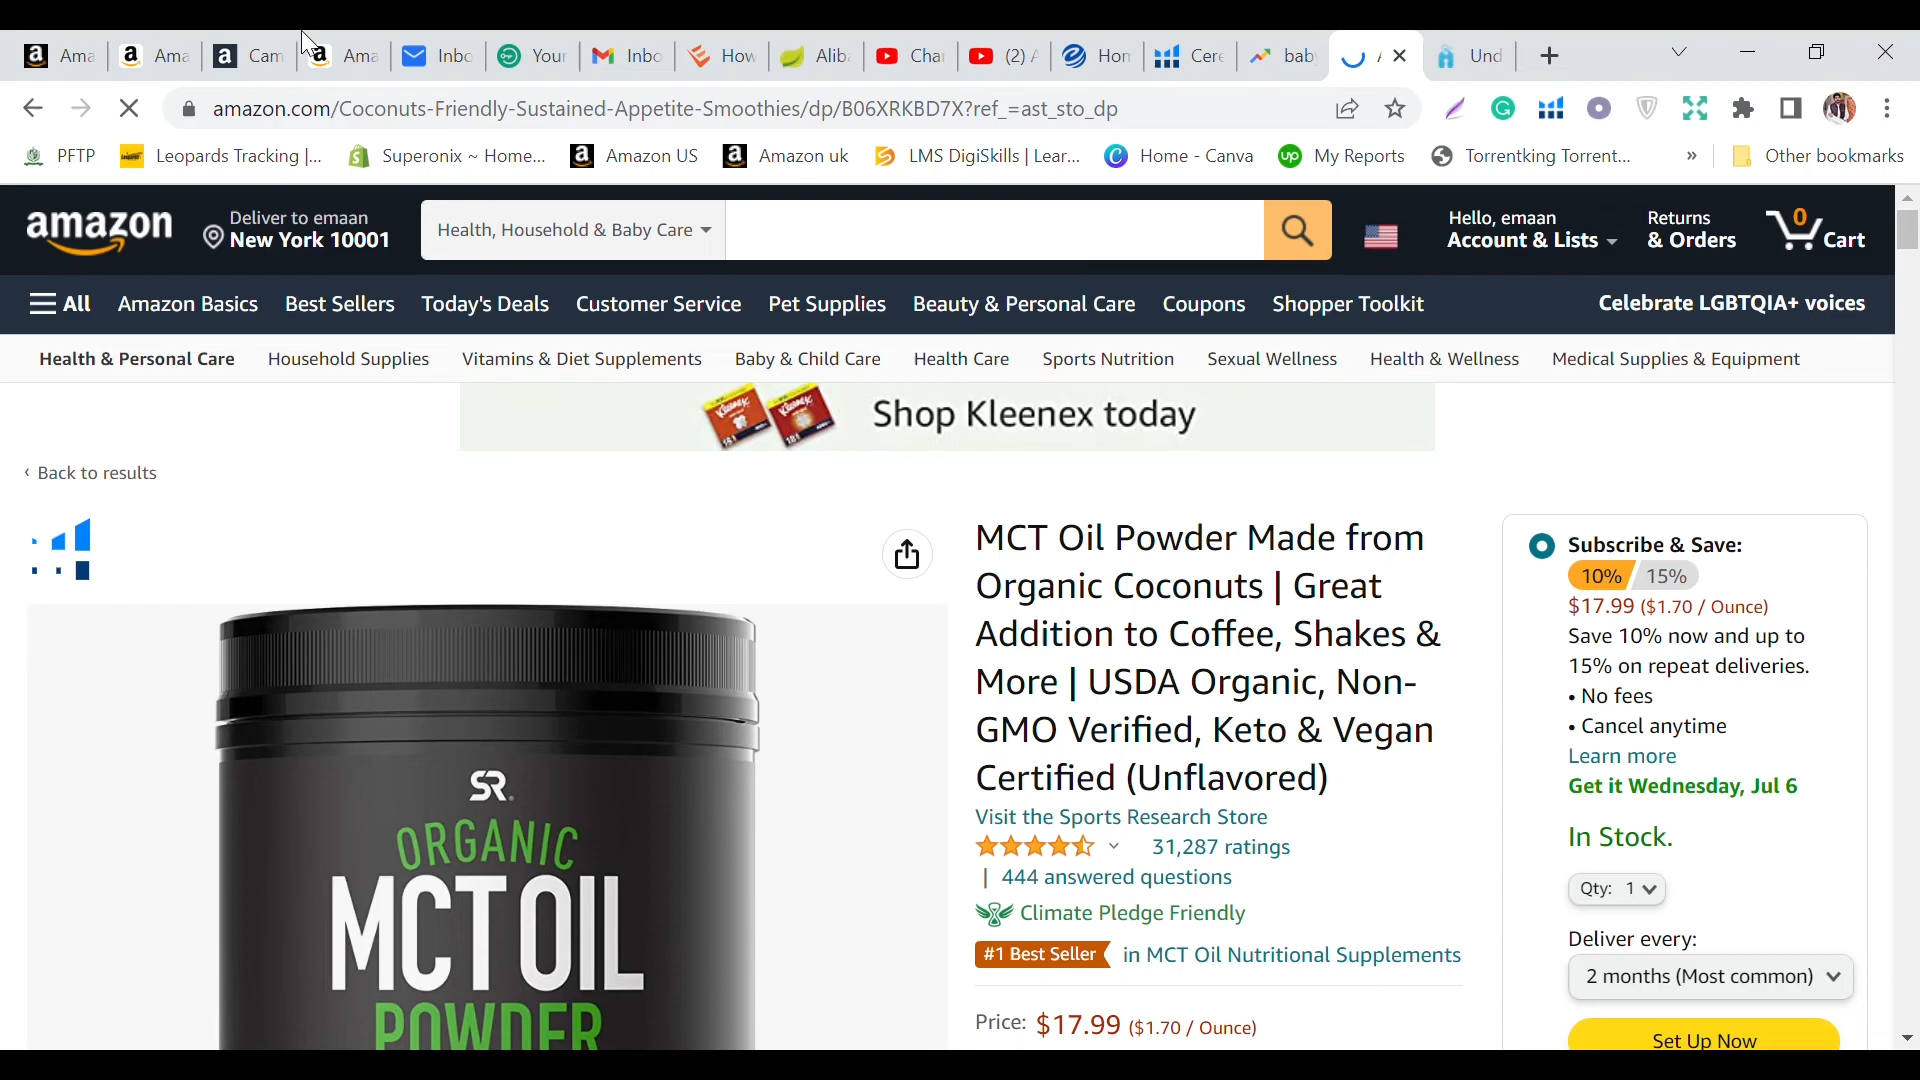 Ama
Ama
Cam
Ama
Inbo
Your
Inbo
How
Alib
Chan
(2) A
Hom
Cere
baby
Und
amazon.com/Coconuts-Friendly-Sustained-Appetite-Smoothies/dp/B06XRKBD7X?ref_=ast_sto_dp
PFTP
Leopards Tracking |...
Superonix ~ Home...
Amazon US
Amazon uk
LMS DigiSkills | Lear...
Home - Canva
My Reports
Torrentking Torrent...
»
Other bookmarks
amazon
Deliver to emaan
New York 10001
Health, Household & Baby Care
Hello, emaan
Account & Lists
Returns
& Orders
0
Cart
All
Amazon Basics
Best Sellers
Today's Deals
Customer Service
Pet Supplies
Beauty & Personal Care
Coupons
Shopper Toolkit
Celebrate LGBTQIA+ voices
Health & Personal Care
Household Supplies
Vitamins & Diet Supplements
Baby & Child Care
Health Care
Sports Nutrition
Sexual Wellness
Health & Wellness
Medical Supplies & Equipment
Kleenex
Kleenex
Shop Kleenex today
‹ Back to results
SR
ORGANIC
MCT OIL
POWDER
MCT Oil Powder Made from
Organic Coconuts | Great
Addition to Coffee, Shakes &
More | USDA Organic, Non-
GMO Verified, Keto & Vegan
Certified (Unflavored)
Visit the Sports Research Store
31,287 ratings
| 444 answered questions
Climate Pledge Friendly
#1 Best Seller in MCT Oil Nutritional Supplements
Price: $17.99 ($1.70 / Ounce)
Subscribe & Save:
10% 15%
$17.99 ($1.70 / Ounce)
Save 10% now and up to
15% on repeat deliveries.
• No fees
• Cancel anytime
Learn more
Get it Wednesday, Jul 6
In Stock.
Qty: 1
Deliver every:
2 months (Most common)
Set Up Now